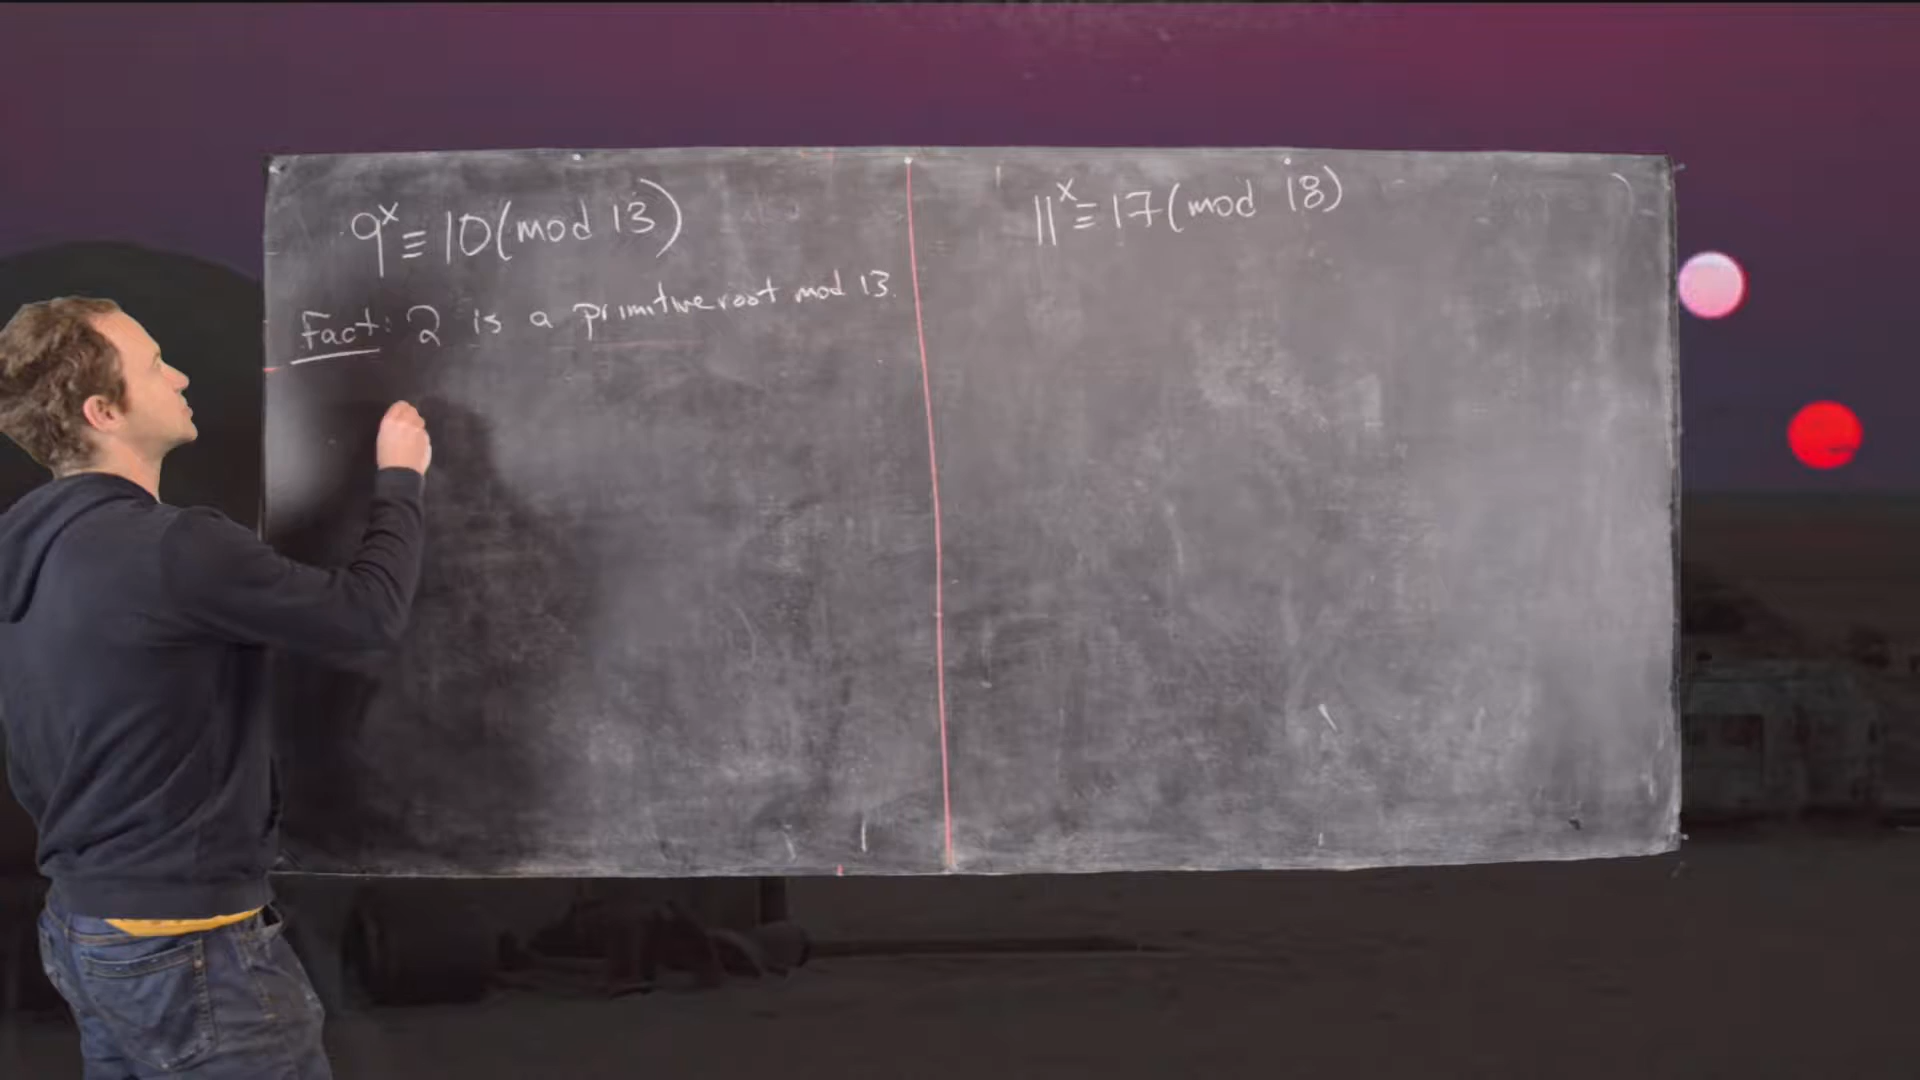 9^x ≡ 10 (mod 13)
Fact: 2 is a primitive root mod 13.
11^x ≡ 17 (mod 18)